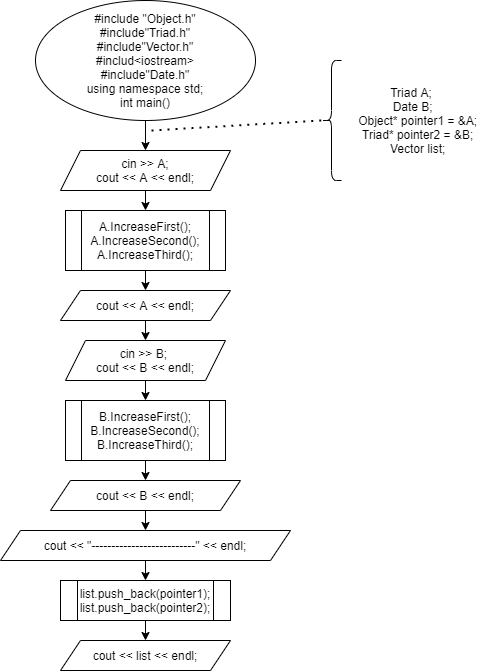 #include "Object.h"
#include"Triad.h"
#include"Vector.h"
#includ<iostream>
#include"Date.h"
using namespace std;
int main()
Triad A;
Date B;
Object* pointer1 = &A;
Triad* pointer2 = &B;
Vector list;
cin >> A;
cout << A << endl;
A.IncreaseFirst();
A.IncreaseSecond();
A.IncreaseThird();
cout << A << endl;
cin >> B;
cout << B << endl;
B.IncreaseFirst();
B.IncreaseSecond();
B.IncreaseThird();
cout << B << endl;
cout << "--------------------------" << endl;
list.push_back(pointer1);
list.push_back(pointer2);
cout << list << endl;